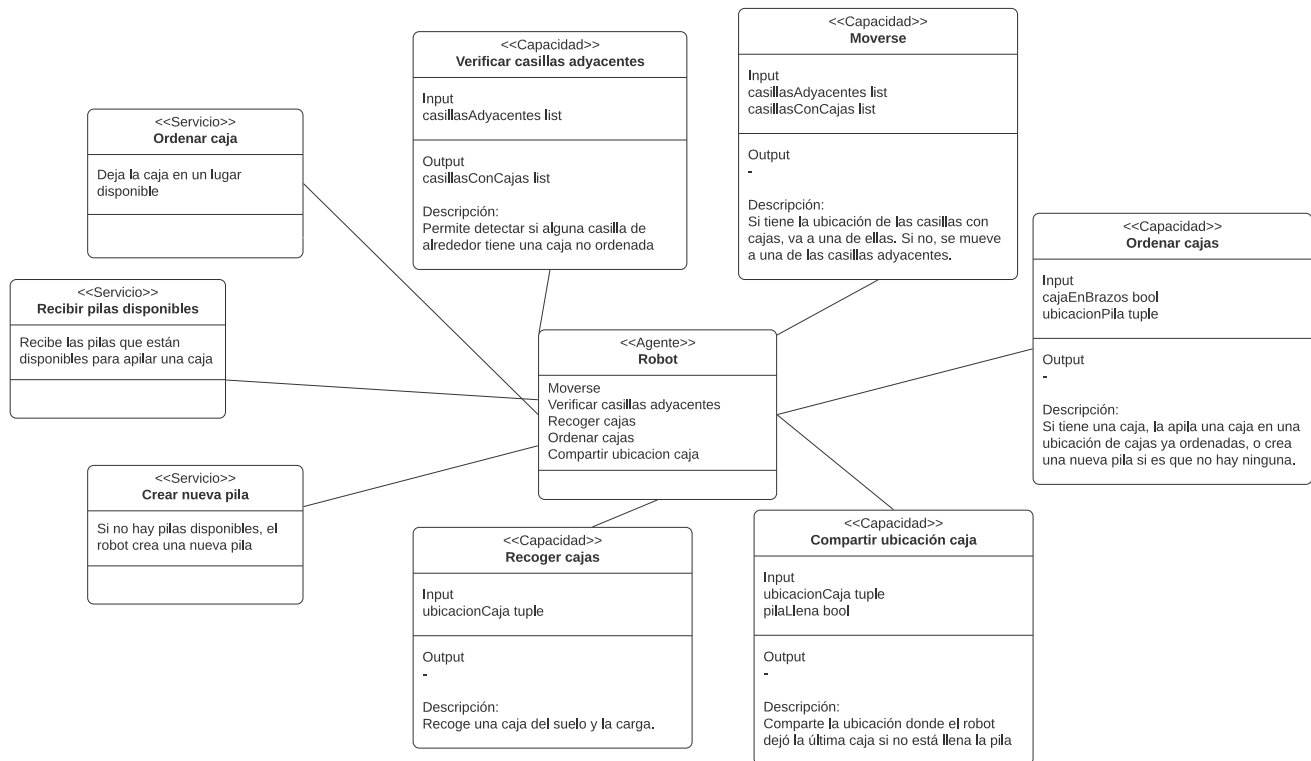 <<Capacidad>>
Verificar casillas adyacentes
Input
casillasAdyacentes list
Output
casillasConCajas list
Descripción:
Permite detectar si alguna casilla de
alrededor tiene una caja no ordenada
<<Capacidad>>
Moverse
Input
casillasAdyacentes list
casillasConCajas list
Output
-
Descripción:
Si tiene la ubicación de las casillas con
cajas, va a una de ellas. Si no, se mueve
a una de las casillas adyacentes.
<<Servicio>>
Ordenar caja
Deja la caja en un lugar
disponible
<<Capacidad>>
Ordenar cajas
Input
cajaEnBrazos bool
ubicacionPila tuple
Output
-
Descripción:
Si tiene una caja, la apila una caja en una
ubicación de cajas ya ordenadas, o crea
una nueva pila si es que no hay ninguna.
<<Servicio>>
Recibir pilas disponibles
Recibe las pilas que están
disponibles para apilar una caja
<<Agente>>
Robot
Moverse
Verificar casillas adyacentes
Recoger cajas
Ordenar cajas
Compartir ubicacion caja
<<Servicio>>
Crear nueva pila
Si no hay pilas disponibles, el
robot crea una nueva pila
<<Capacidad>>
Recoger cajas
Input
ubicacionCaja tuple
Output
-
Descripción:
Recoge una caja del suelo y la carga.
<<Capacidad>>
Compartir ubicación caja
Input
ubicacionCaja tuple
pilaLlena bool
Output
-
Descripción:
Comparte la ubicación donde el robot
dejó la última caja si no está llena la pila